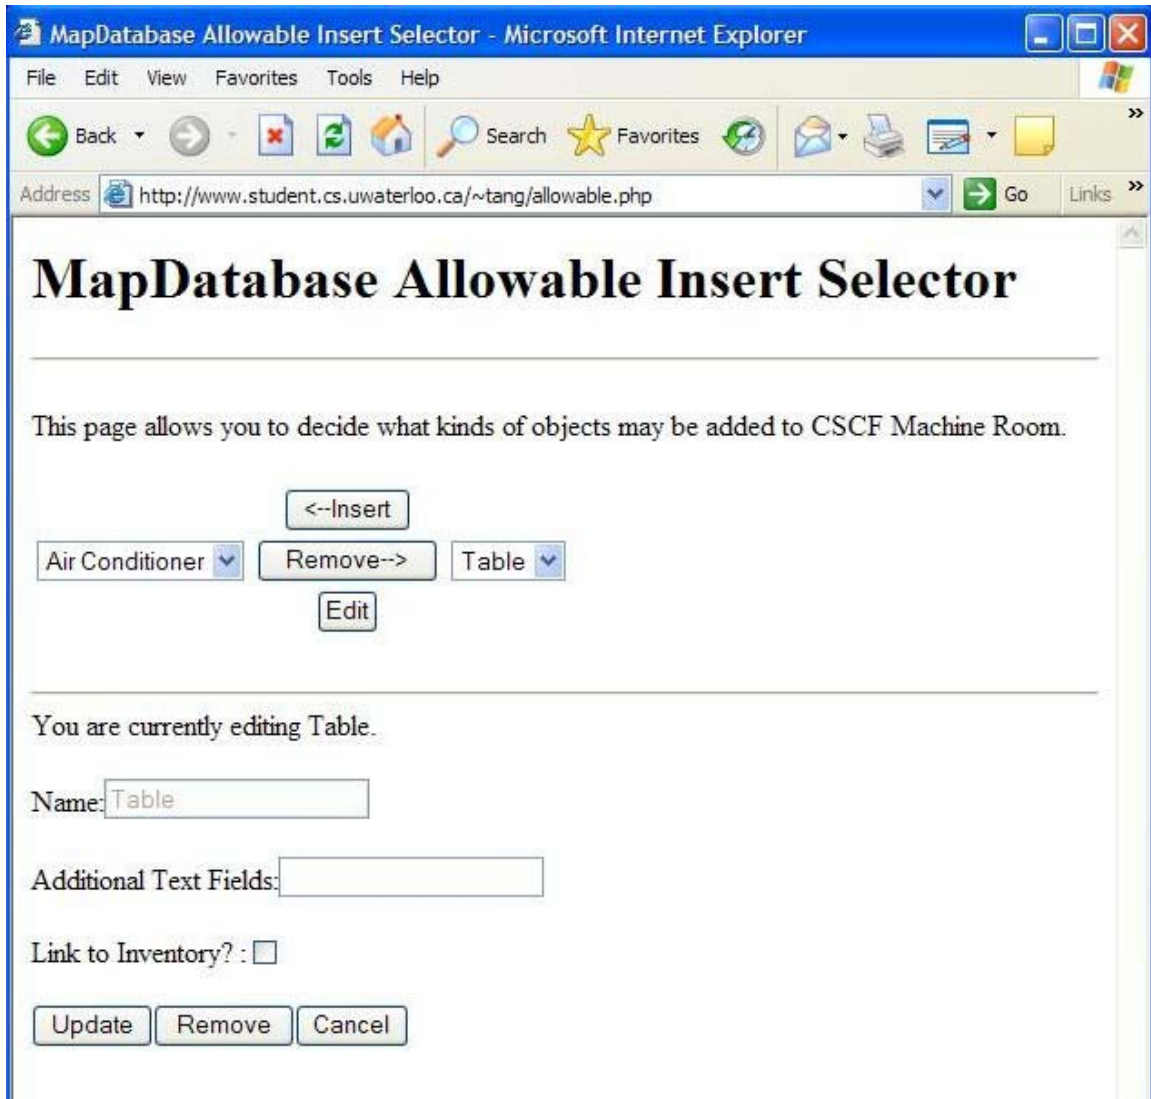 MapDatabase Allowable Insert Selector - Microsoft Internet Explorer
File Edit View Favorites Tools Help
Back Search Favorites »
Address http://www.student.cs.uwaterloo.ca/~tang/allowable.php Go Links »
MapDatabase Allowable Insert Selector
This page allows you to decide what kinds of objects may be added to CSCF Machine Room.
<--Insert
Air Conditioner Remove--> Table
Edit
You are currently editing Table.
Name: Table
Additional Text Fields:
Link to Inventory? :
Update Remove Cancel